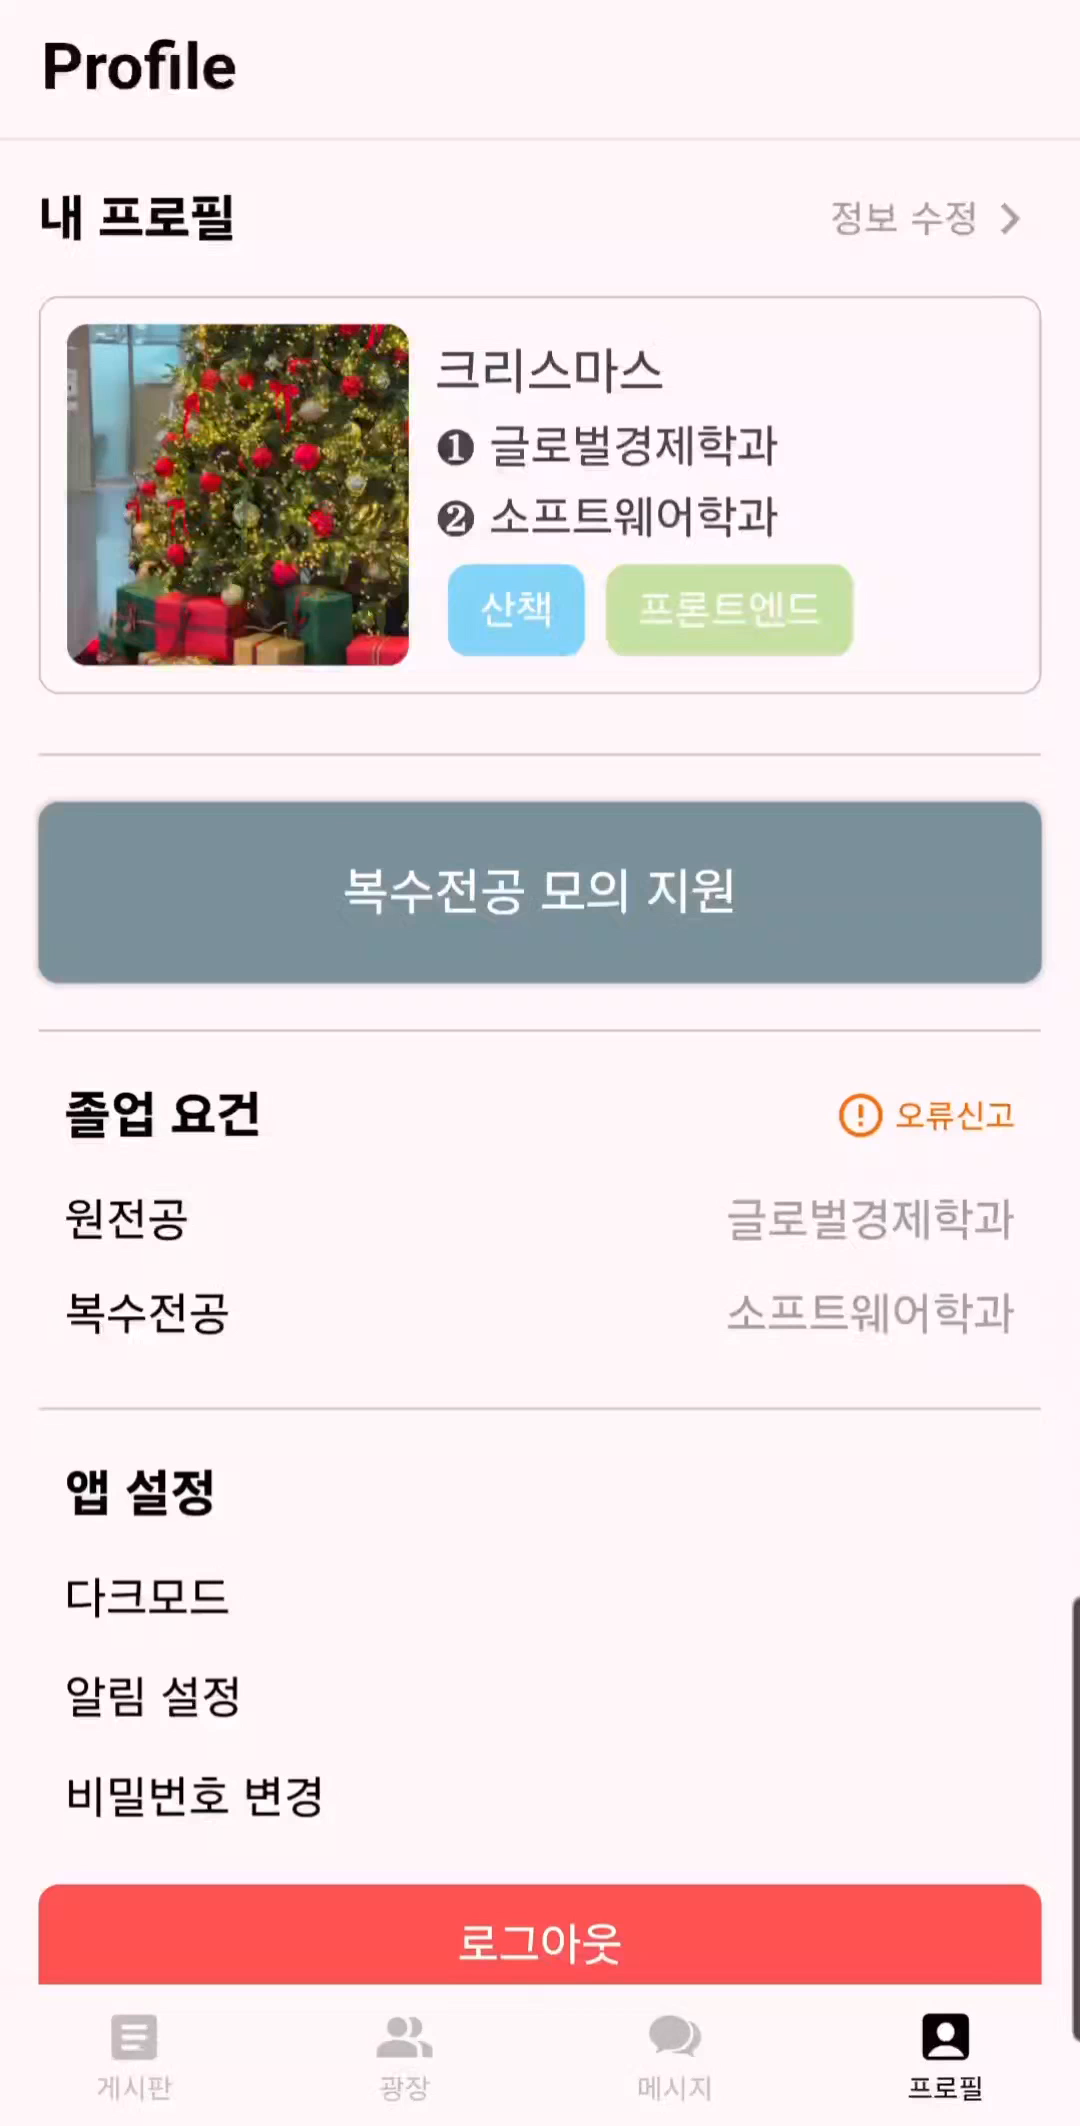 Profile
내 프로필
정보 수정
크리스마스
❶ 글로벌경제학과
❷ 소프트웨어학과
산책
프론트엔드
복수전공 모의 지원
졸업 요건
오류신고
원전공
글로벌경제학과
복수전공
소프트웨어학과
앱 설정
다크모드
알림 설정
비밀번호 변경
로그아웃
게시판
광장
메시지
프로필